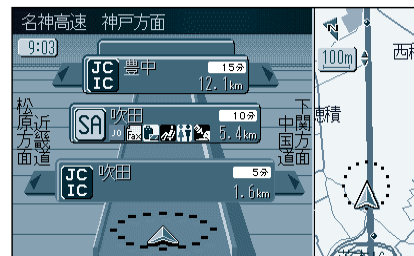 名神高速 神戸方面
9:03
JC IC 豊中 15分
12.1km
SA 吹田 10分
Fax 5.4km
JC IC 吹田 5分
1.6km
松原方面
近畿道
下関方面
中国道
100m
西
穂積